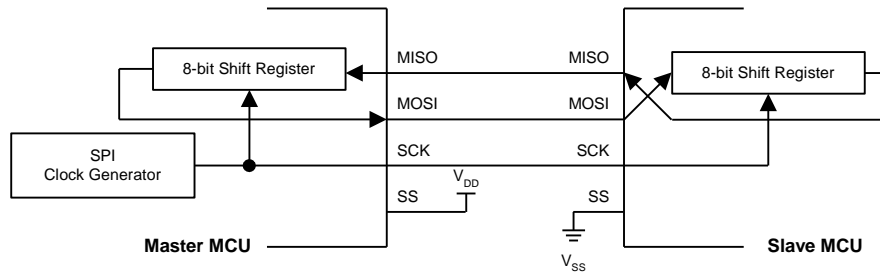 MISO MISO
8-bit Shift Register 8-bit Shift Register
MOSI MOSI
SPI
Clock Generator
SCK SCK
VDD
SS SS
Master MCU Slave MCU
VSS